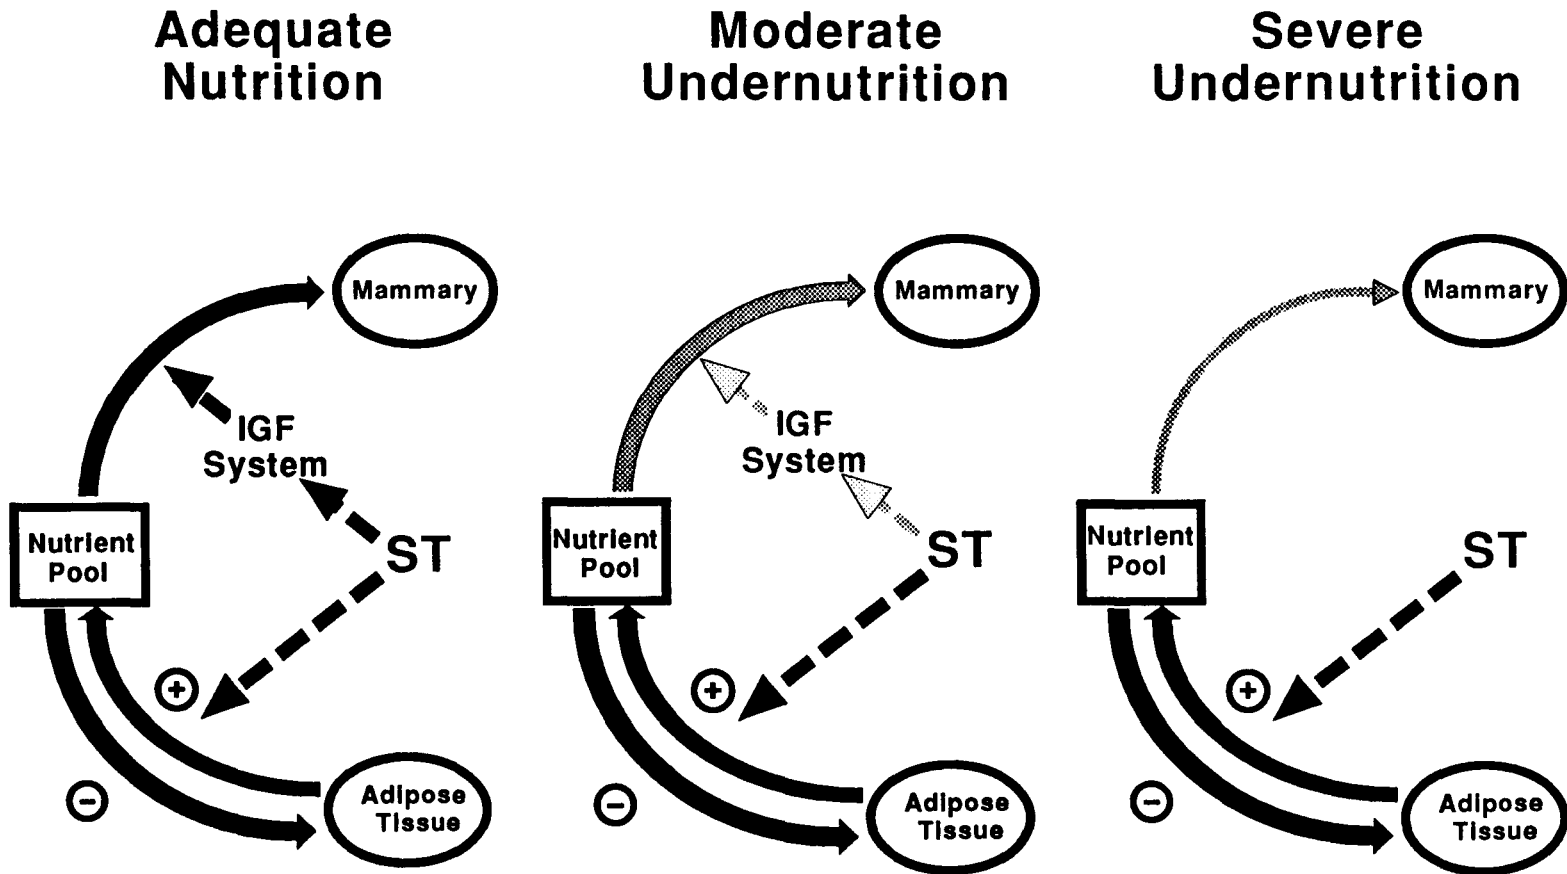 Adequate
Nutrition
Mammary
IGF
System
Nutrient
Pool
ST
+
−
Adipose
Tissue
Moderate
Undernutrition
Mammary
IGF
System
Nutrient
Pool
ST
+
−
Adipose
Tissue
Severe
Undernutrition
Mammary
Nutrient
Pool
ST
+
−
Adipose
Tissue